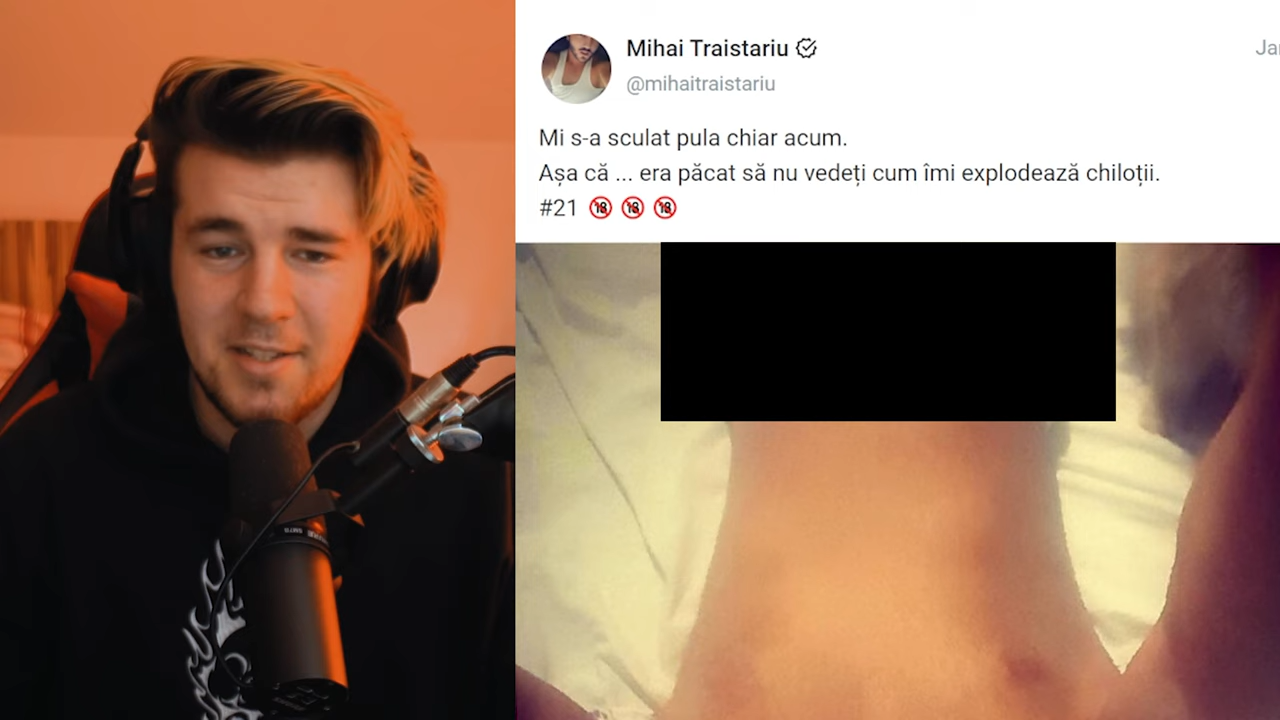 Mihai Traistariu
Jan
@mihaitraistariu
Mi s-a sculat pula chiar acum.
Așa că ... era păcat să nu vedeți cum îmi explodează chiloții.
#21 🔞 🔞 🔞